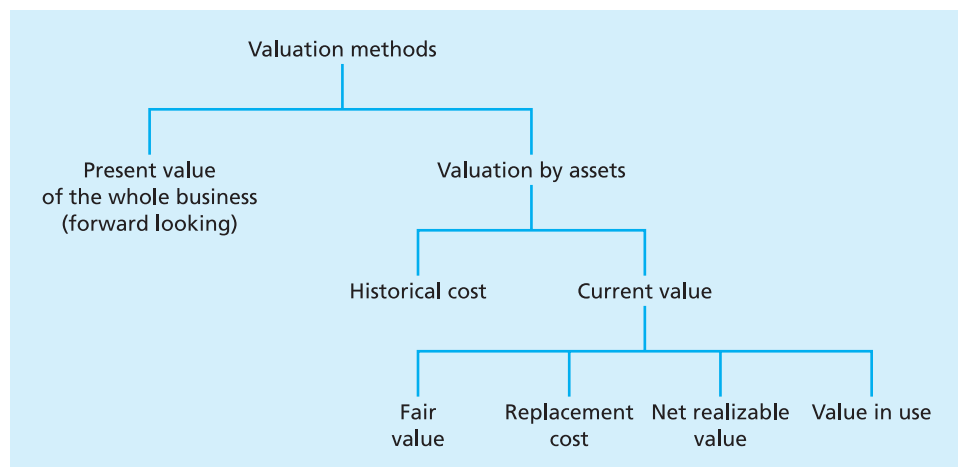 Valuation methods
Present value
of the whole business
(forward looking)
Valuation by assets
Historical cost
Current value
Fair
value
Replacement
cost
Net realizable
value
Value in use